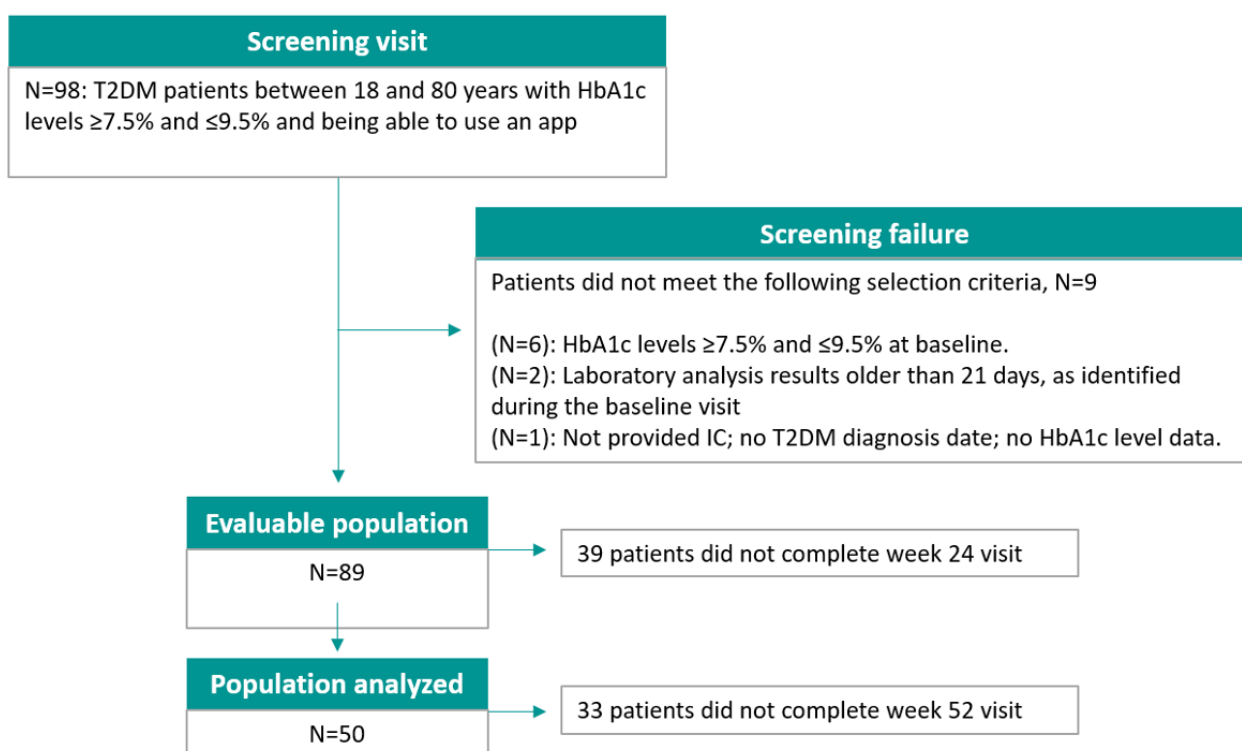 Screening visit
N=98: T2DM patients between 18 and 80 years with HbA1c
levels ≥7.5% and ≤9.5% and being able to use an app
Screening failure
Patients did not meet the following selection criteria, N=9
(N=6): HbA1c levels ≥7.5% and ≤9.5% at baseline.
(N=2): Laboratory analysis results older than 21 days, as identified
during the baseline visit
(N=1): Not provided IC; no T2DM diagnosis date; no HbA1c level data.
Evaluable population
N=89
39 patients did not complete week 24 visit
Population analyzed
N=50
33 patients did not complete week 52 visit